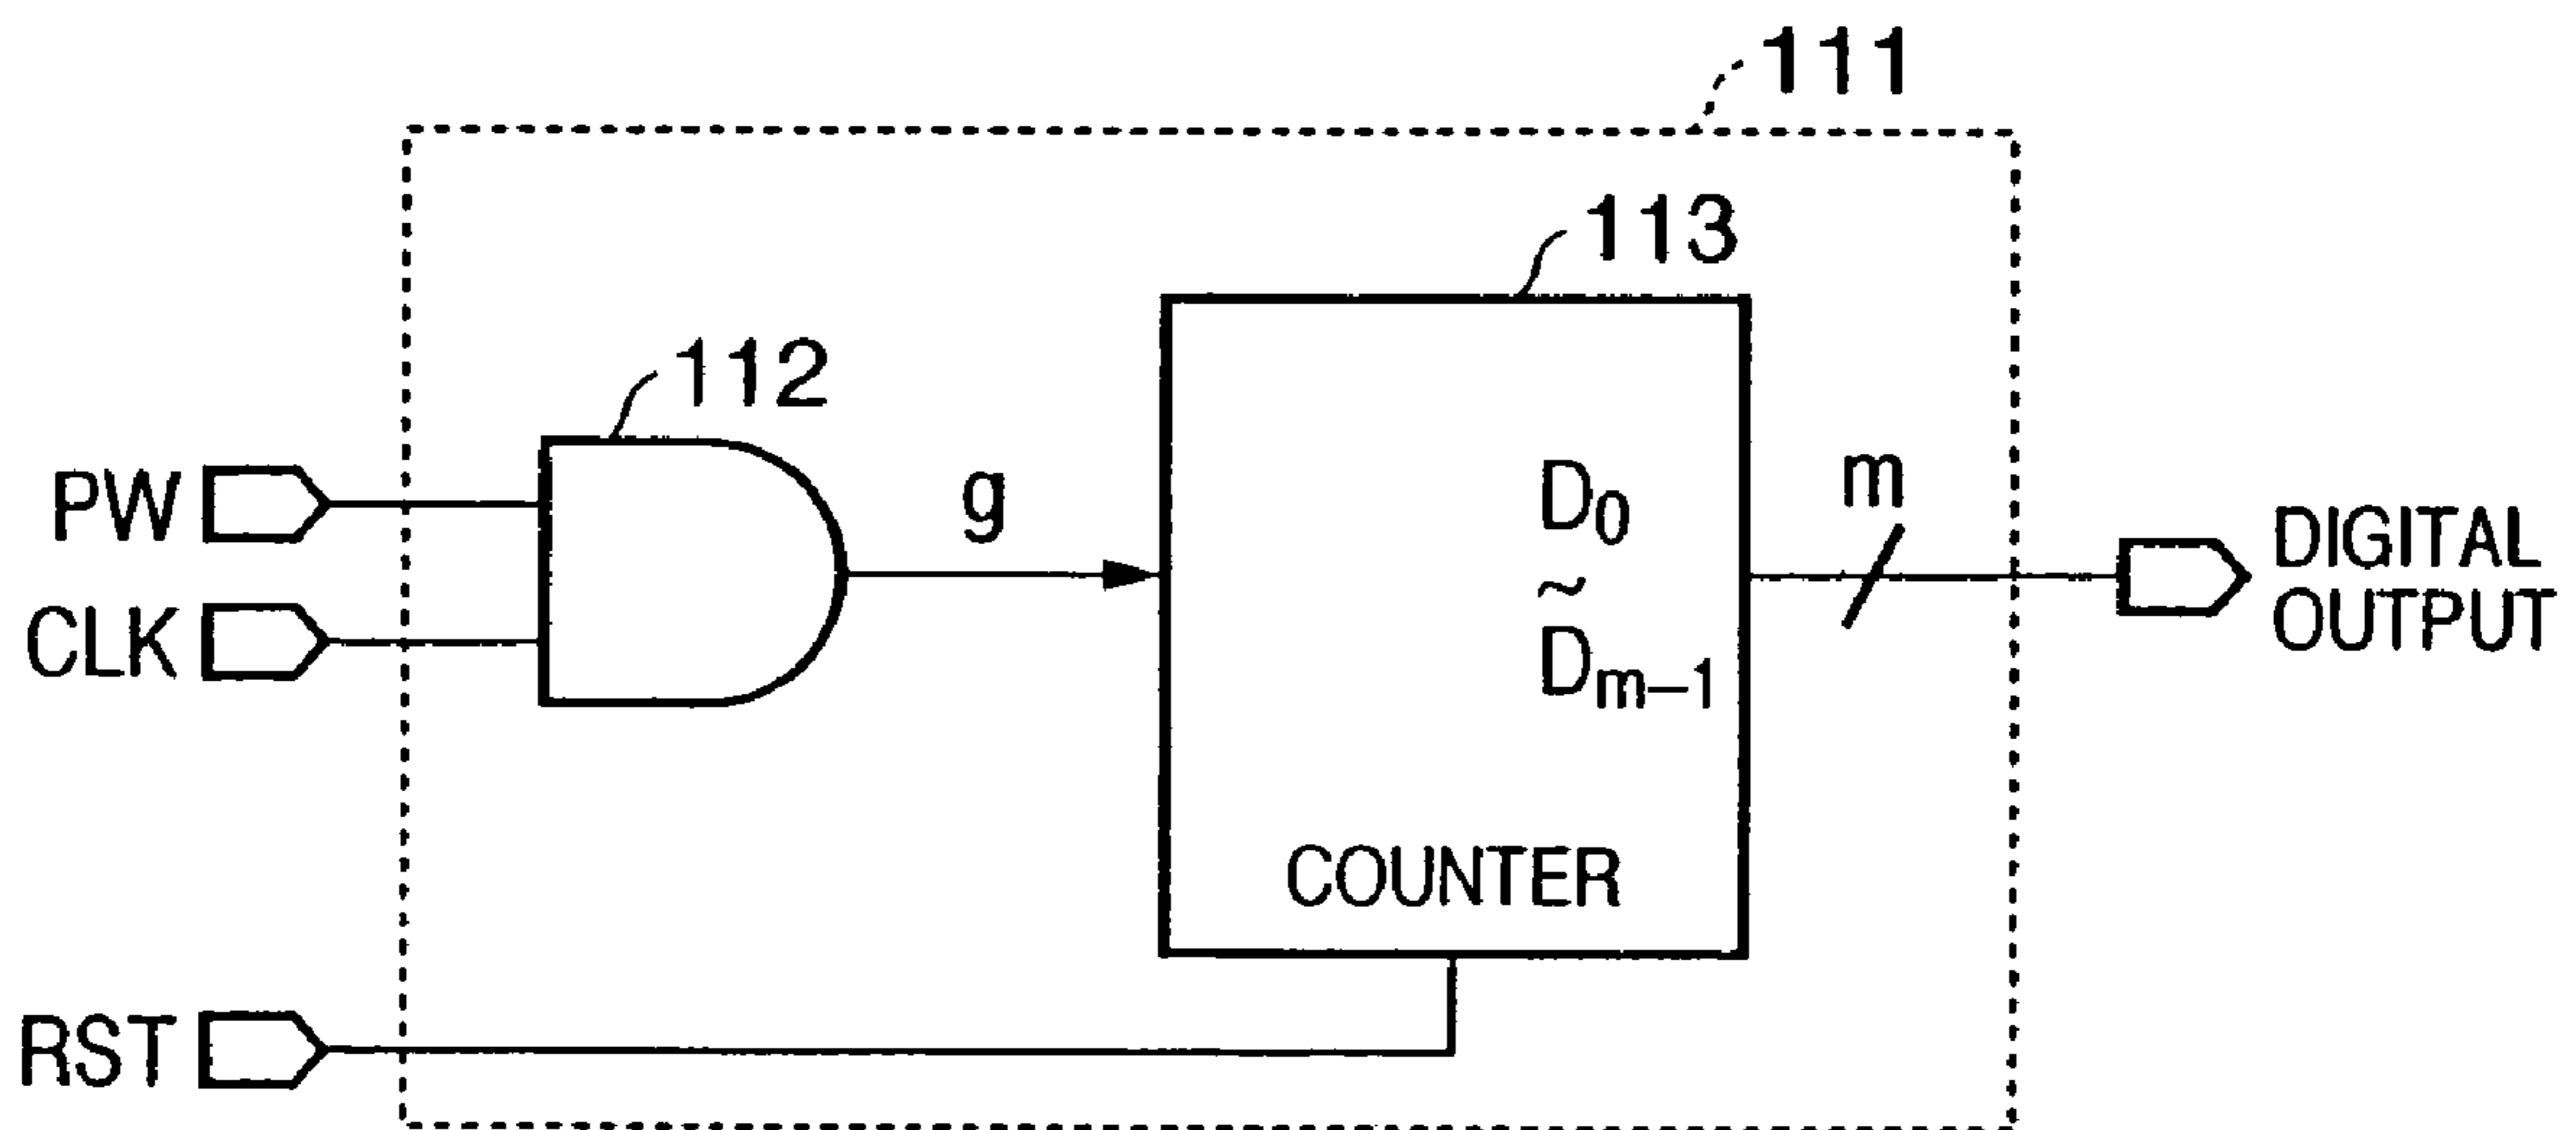 111
113
112
PW
g
D₀
~
Dₘ₋₁
m
DIGITAL
OUTPUT
CLK
COUNTER
RST